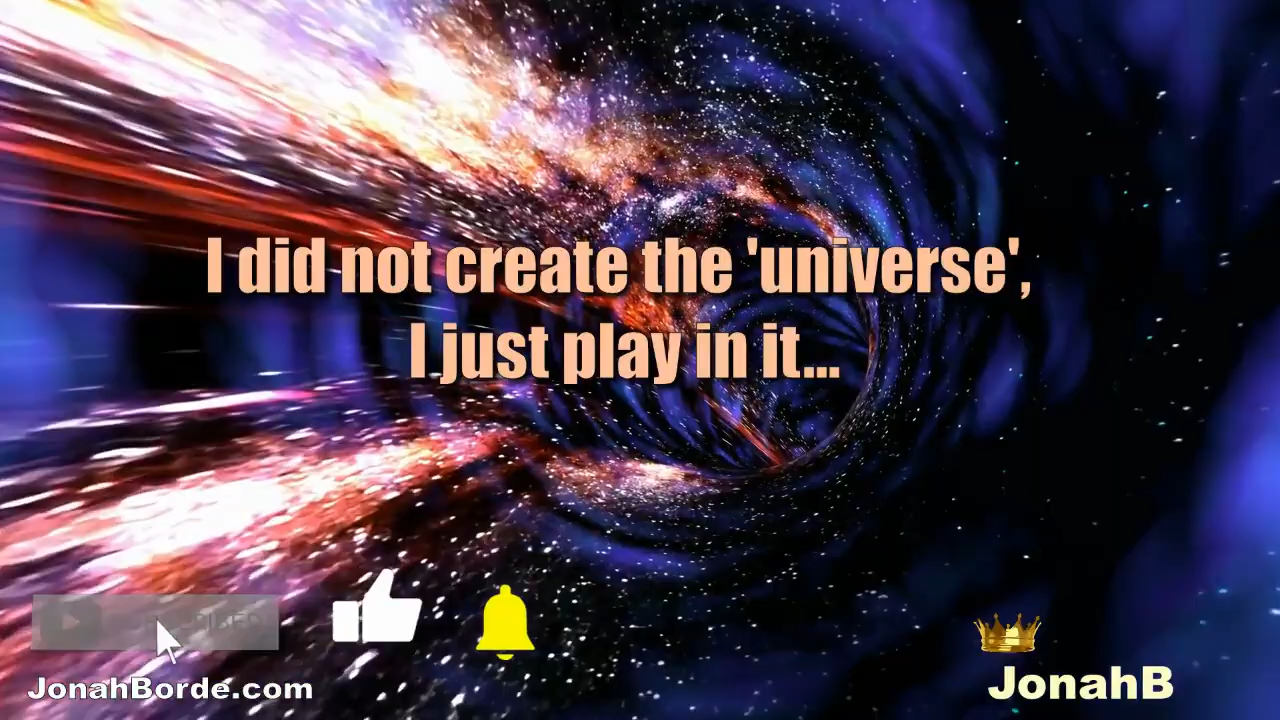 I did not create the 'universe',
I just play in it...
JonahBorde.com
JonahB